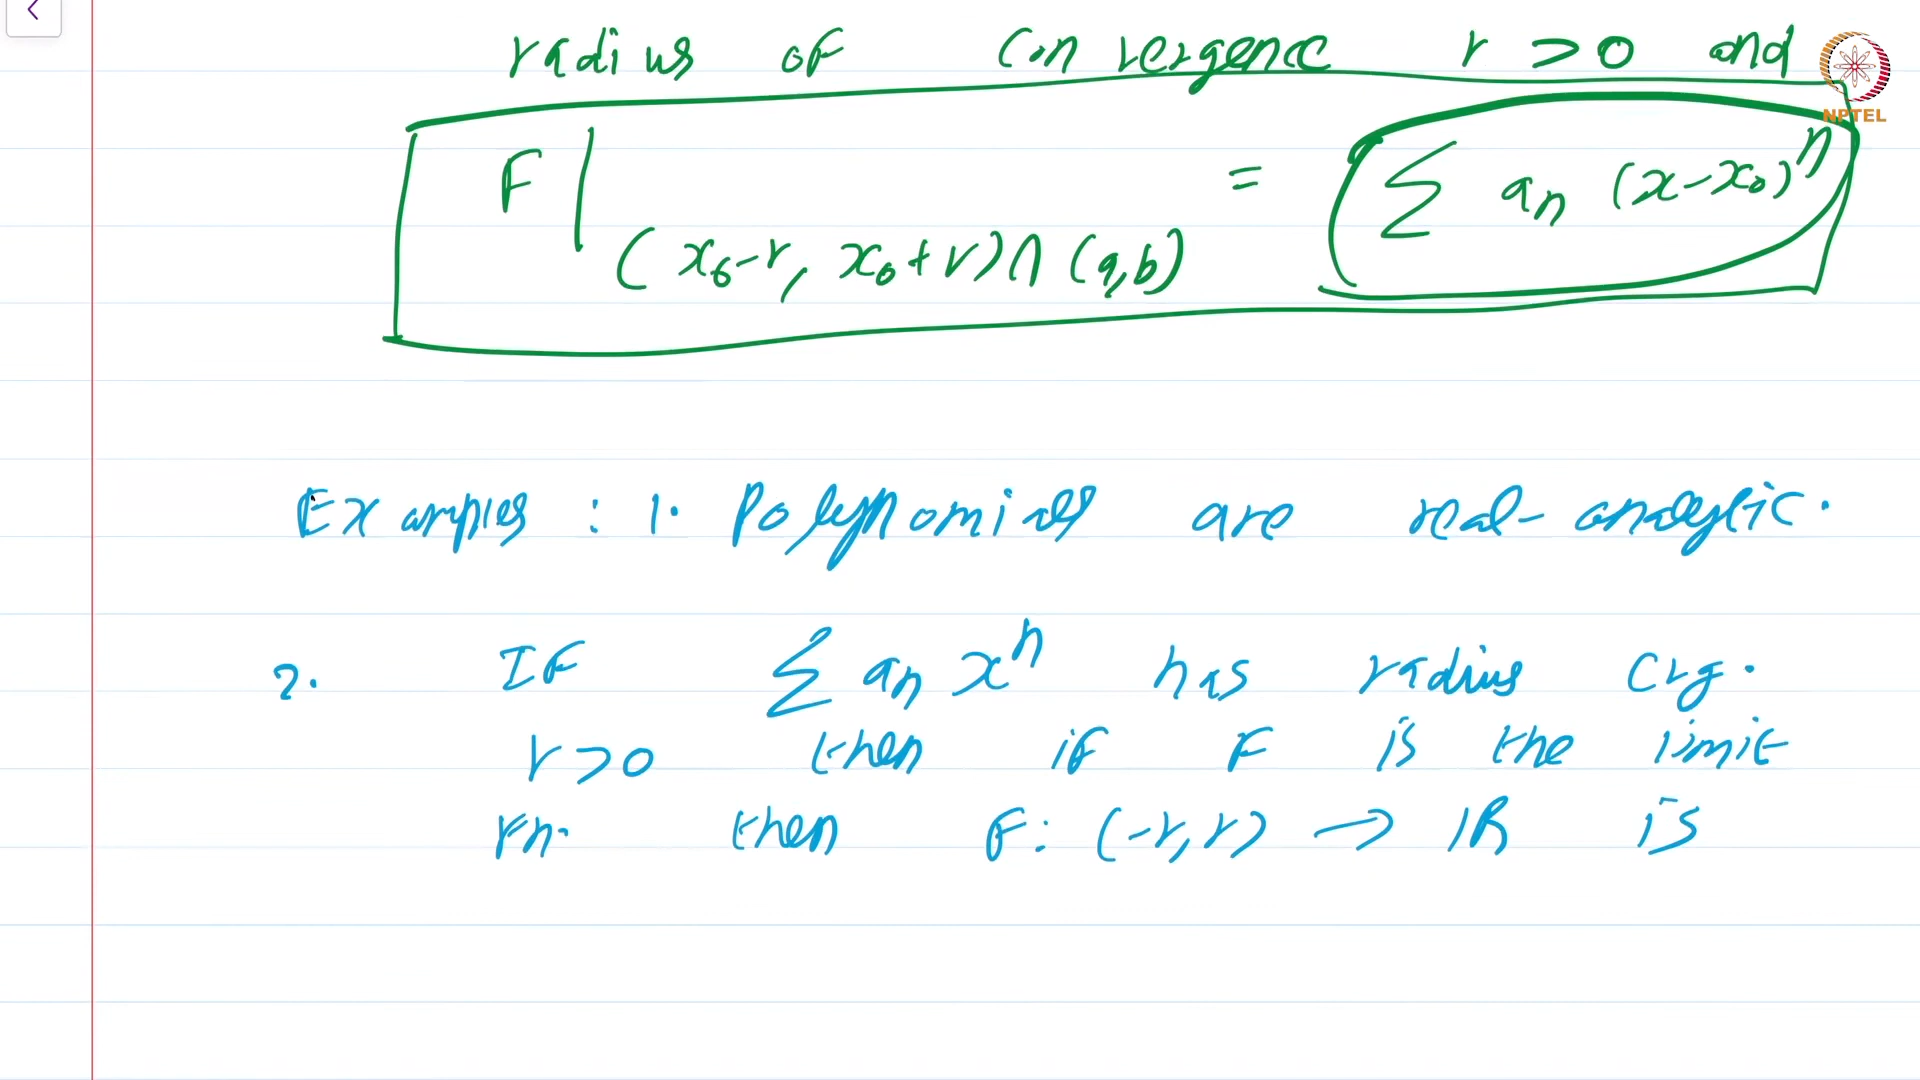 radius of convergence r > 0 and
NPTEL
F|(x₀-r, x₀+r)∩(a,b) = ∑ aₙ (x-x₀)ⁿ
Examples : 1. Polynomials are real-analytic.
2. If ∑ aₙ xⁿ has radius crg.
r > 0 then if F is the limit
fn. then F: (-r, r) → ℝ is